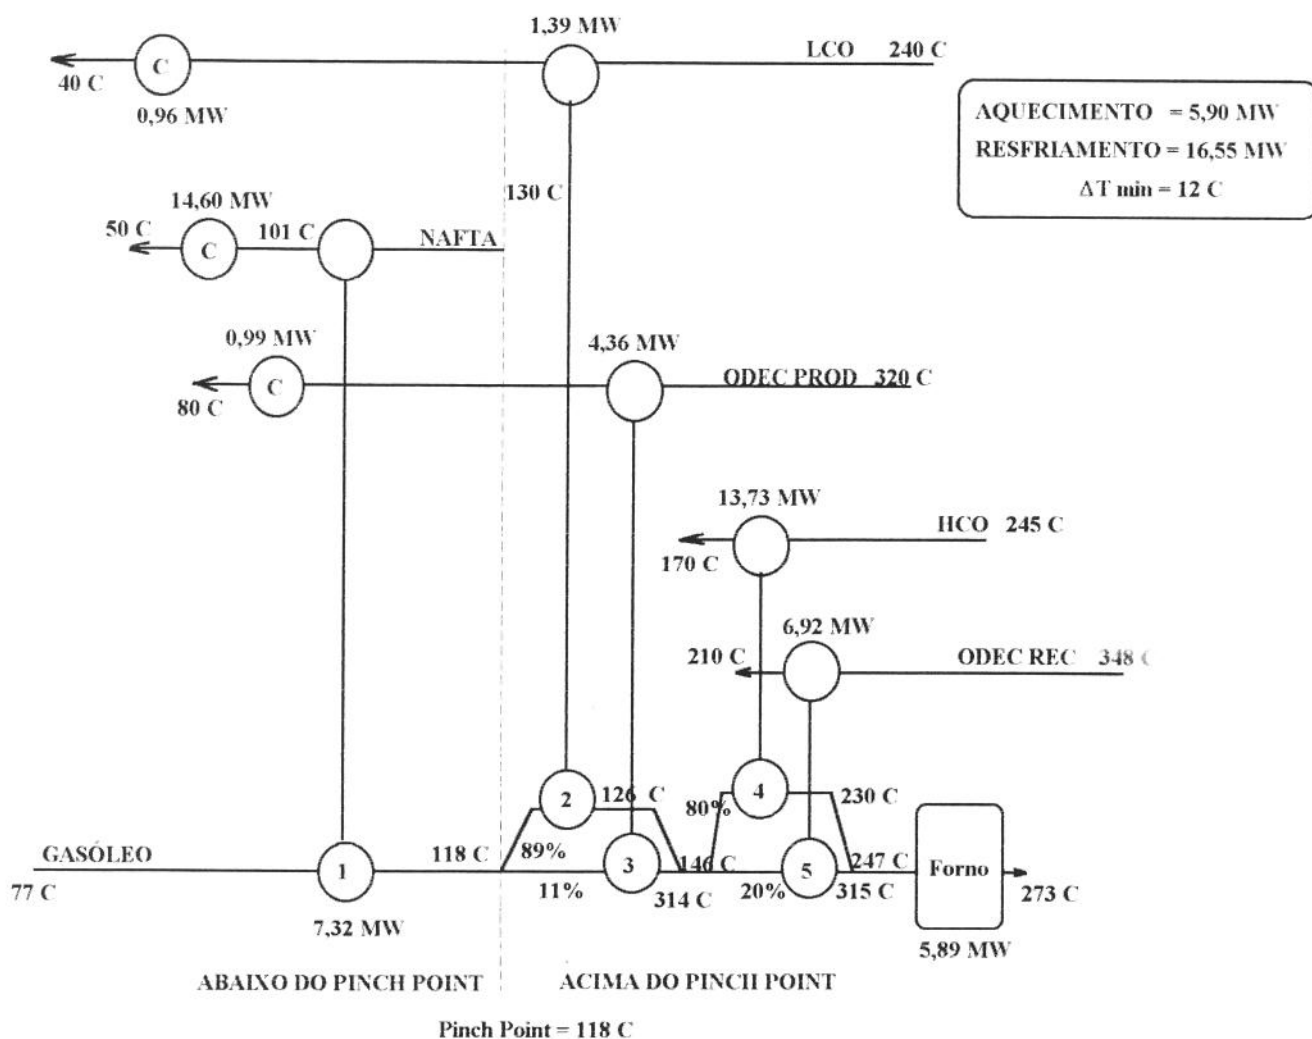 1,39 MW
LCO 240 C
C
40 C
0,96 MW
AQUECIMENTO = 5,90 MW
RESFRIAMENTO = 16,55 MW
ΔT min = 12 C
130 C
14,60 MW
50 C
101 C
C
NAFTA
0,99 MW
4,36 MW
ODEC PROD 320 C
C
80 C
13,73 MW
HCO 245 C
170 C
6,92 MW
210 C
ODEC REC 348 C
2
126 C
4
80%
230 C
GASÓLEO
118 C
89%
1
3
146 C
5
247 C
Forno
77 C
11%
314 C
20%
315 C
273 C
7,32 MW
5,89 MW
ABAIXO DO PINCH POINT
ACIMA DO PINCH POINT
Pinch Point = 118 C